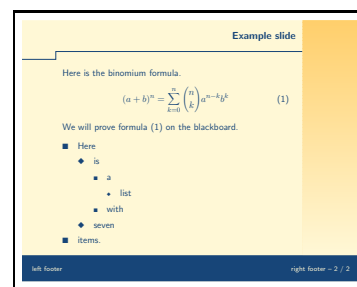 Example slide
Here is the binomium formula.
(a + b)^n = \sum_{k=0}^{n} \binom{n}{k} a^{n−k} b^k (1)
We will prove formula (1) on the blackboard.
■ Here
◆ is
■ a
◆ list
■ with
◆ seven
■ items.
left footer right footer – 2 / 2